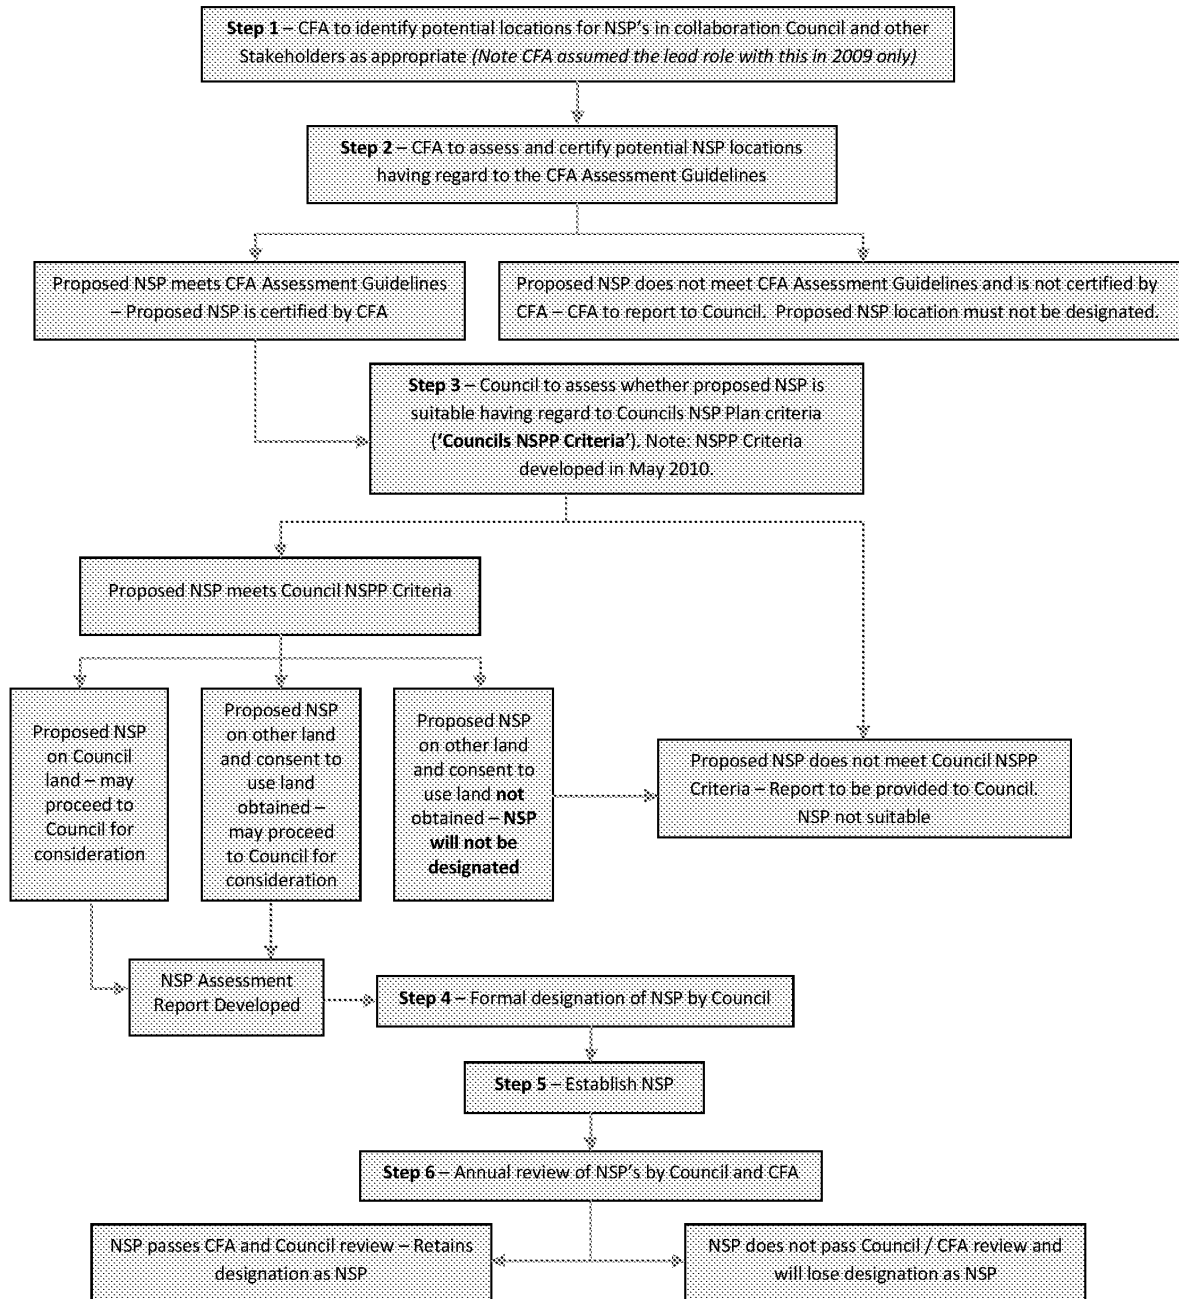 Step 1 – CFA to identify potential locations for NSP's in collaboration Council and other
Stakeholders as appropriate (Note CFA assumed the lead role with this in 2009 only)
Step 2 – CFA to assess and certify potential NSP locations
having regard to the CFA Assessment Guidelines
Proposed NSP meets CFA Assessment Guidelines
– Proposed NSP is certified by CFA
Proposed NSP does not meet CFA Assessment Guidelines and is not certified by
CFA – CFA to report to Council. Proposed NSP location must not be designated.
Step 3 – Council to assess whether proposed NSP is
suitable having regard to Councils NSP Plan criteria
('Councils NSPP Criteria'). Note: NSPP Criteria
developed in May 2010.
Proposed NSP meets Council NSPP Criteria
Proposed NSP
on Council
land – may
proceed to
Council for
consideration
Proposed NSP
on other land
and consent to
use land
obtained –
may proceed
to Council for
consideration
Proposed NSP
on other land
and consent to
use land not
obtained – NSP
will not be
designated
Proposed NSP does not meet Council NSPP
Criteria – Report to be provided to Council.
NSP not suitable
NSP Assessment
Report Developed
Step 4 – Formal designation of NSP by Council
Step 5 – Establish NSP
Step 6 – Annual review of NSP's by Council and CFA
NSP passes CFA and Council review – Retains
designation as NSP
NSP does not pass Council / CFA review and
will lose designation as NSP